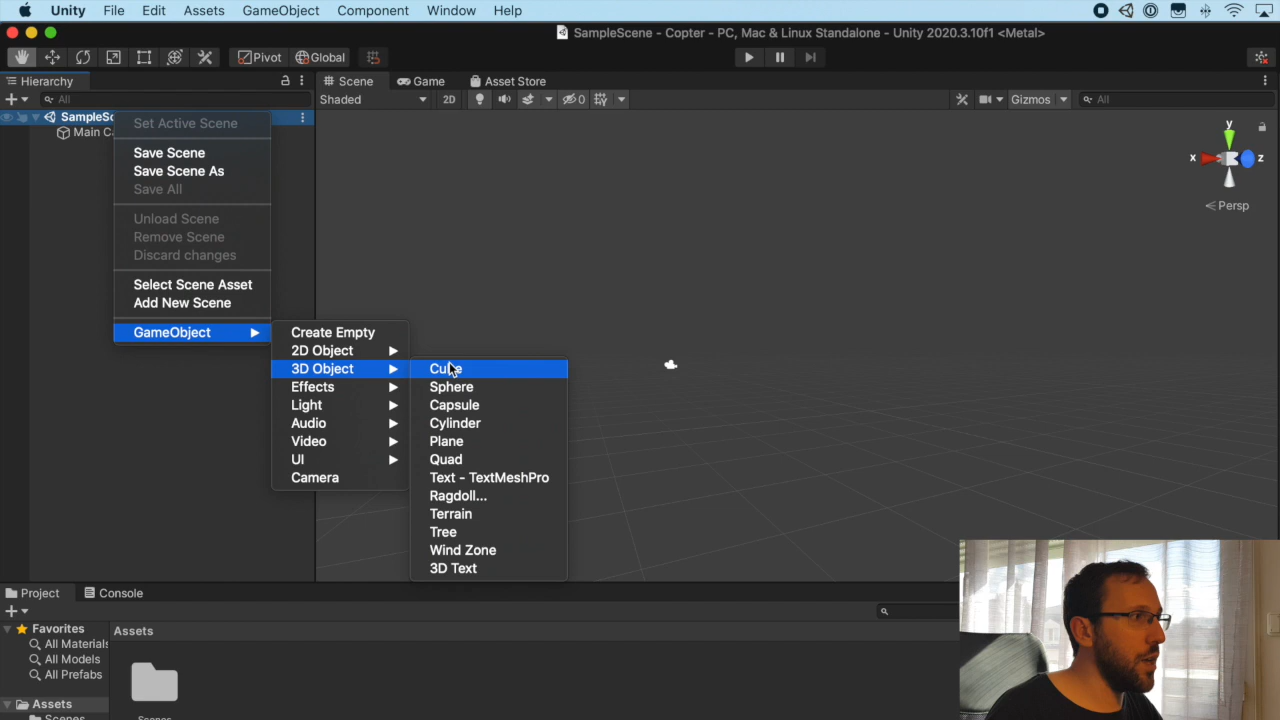 Unity File Edit Assets GameObject Component Window Help
SampleScene - Copter - PC, Mac & Linux Standalone - Unity 2020.3.10f1 <Metal>
Pivot Global
Hierarchy Scene Game Asset Store
All Shaded 2D 0 Gizmos All
Main
Set Active Scene
Save Scene
Save Scene As
Save All
Unload Scene
Remove Scene
Discard changes
Select Scene Asset
Add New Scene
GameObject
Create Empty
2D Object
3D Object
Effects
Light
Audio
Video
UI
Camera
Cube
Sphere
Capsule
Cylinder
Plane
Quad
Text - TextMeshPro
Ragdoll...
Terrain
Tree
Wind Zone
3D Text
y
x z
Persp
Project Console
Favorites
All Materials
All Models
All Prefabs
Assets
Scenes
Assets
Scenes